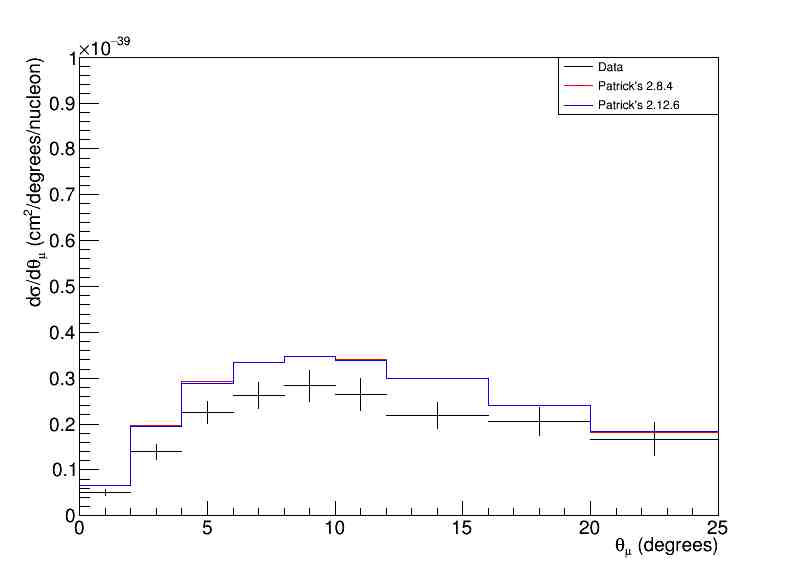 ×10⁻³⁹
dσ/dθμ (cm²/degrees/nucleon)
1
0.9
0.8
0.7
0.6
0.5
0.4
0.3
0.2
0.1
0
Data
Patrick's 2.8.4
Patrick's 2.12.6
0 5 10 15 20 25
θμ (degrees)